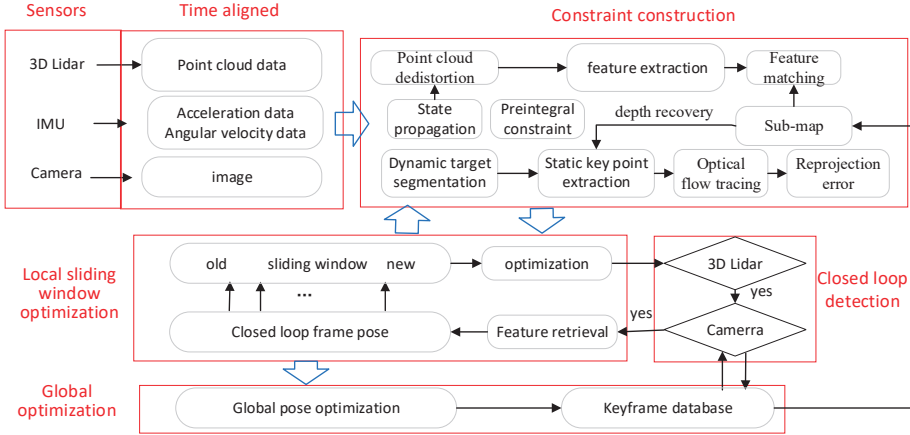 Sensors
Time aligned
Constraint construction
3D Lidar
Point cloud data
IMU
Acceleration data
Angular velocity data
Camera
image
Point cloud
dedistortion
feature extraction
Feature
matching
State
propagation
Preintegral
constraint
depth recovery
Sub-map
Dynamic target
segmentation
Static key point
extraction
Optical
flow tracing
Reprojection
error
Local sliding
window
optimization
old
sliding window
new
...
optimization
Closed loop frame pose
Feature retrieval
yes
3D Lidar
yes
Camerra
Closed loop
detection
Global
optimization
Global pose optimization
Keyframe database